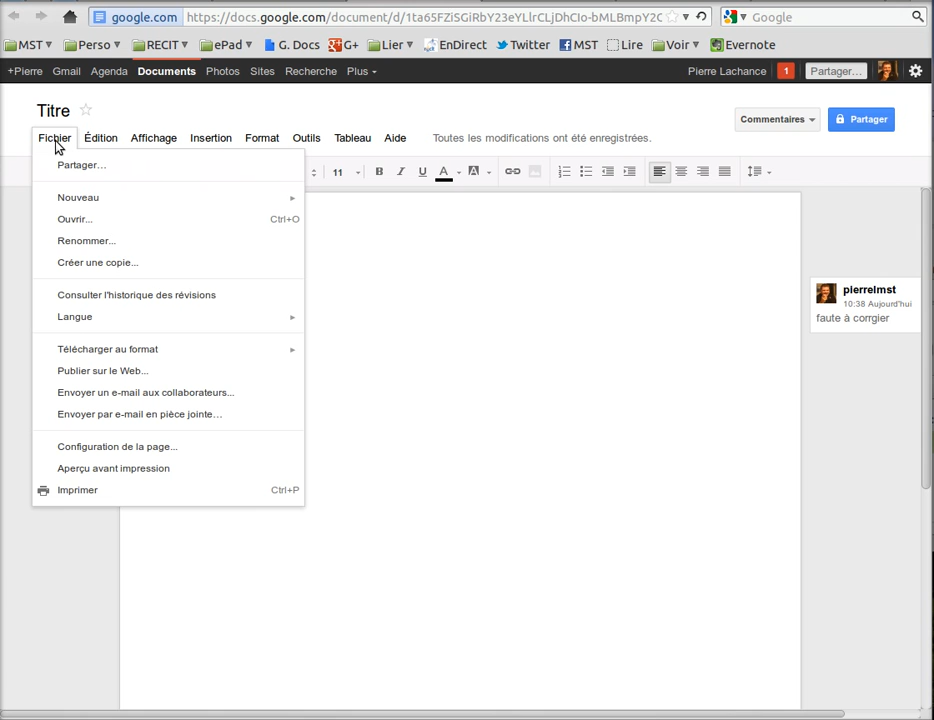 google.com https://docs.google.com/document/d/1ta65FZiSGiRbY23eYLlrCLjDhCIo-bMLBmpY2C Google
MST Perso RECIT ePad G. Docs G+ Lier EnDirect Twitter MST Lire Voir Evernote
+Pierre Gmail Agenda Documents Photos Sites Recherche Plus Pierre Lachance 1 Partager...
Titre
Commentaires Partager
Fichier Édition Affichage Insertion Format Outils Tableau Aide Toutes les modifications ont été enregistrées.
11 B I U A A
Partager...
Nouveau
Ouvrir... Ctrl+O
Renommer...
Créer une copie...
Consulter l'historique des révisions
Langue
Télécharger au format
Publier sur le Web...
Envoyer un e-mail aux collaborateurs...
Envoyer par e-mail en pièce jointe...
Configuration de la page...
Aperçu avant impression
Imprimer Ctrl+P
pierrelmst
10:38 Aujourd'hui
faute à corrgier